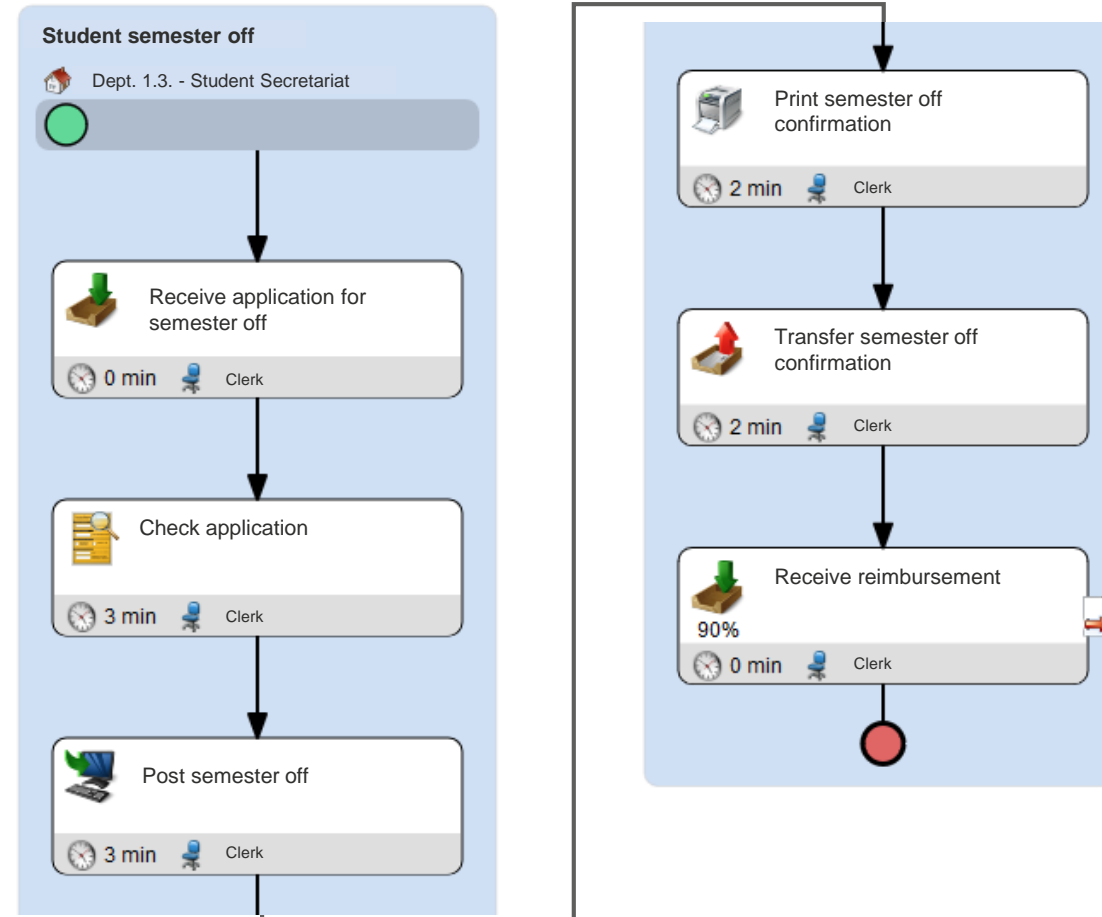 Student semester off
Dept. 1.3. - Student Secretariat
Receive application for
semester off
0 min Clerk
Check application
3 min Clerk
Post semester off
3 min Clerk
Print semester off
confirmation
2 min Clerk
Transfer semester off
confirmation
2 min Clerk
Receive reimbursement
90%
0 min Clerk